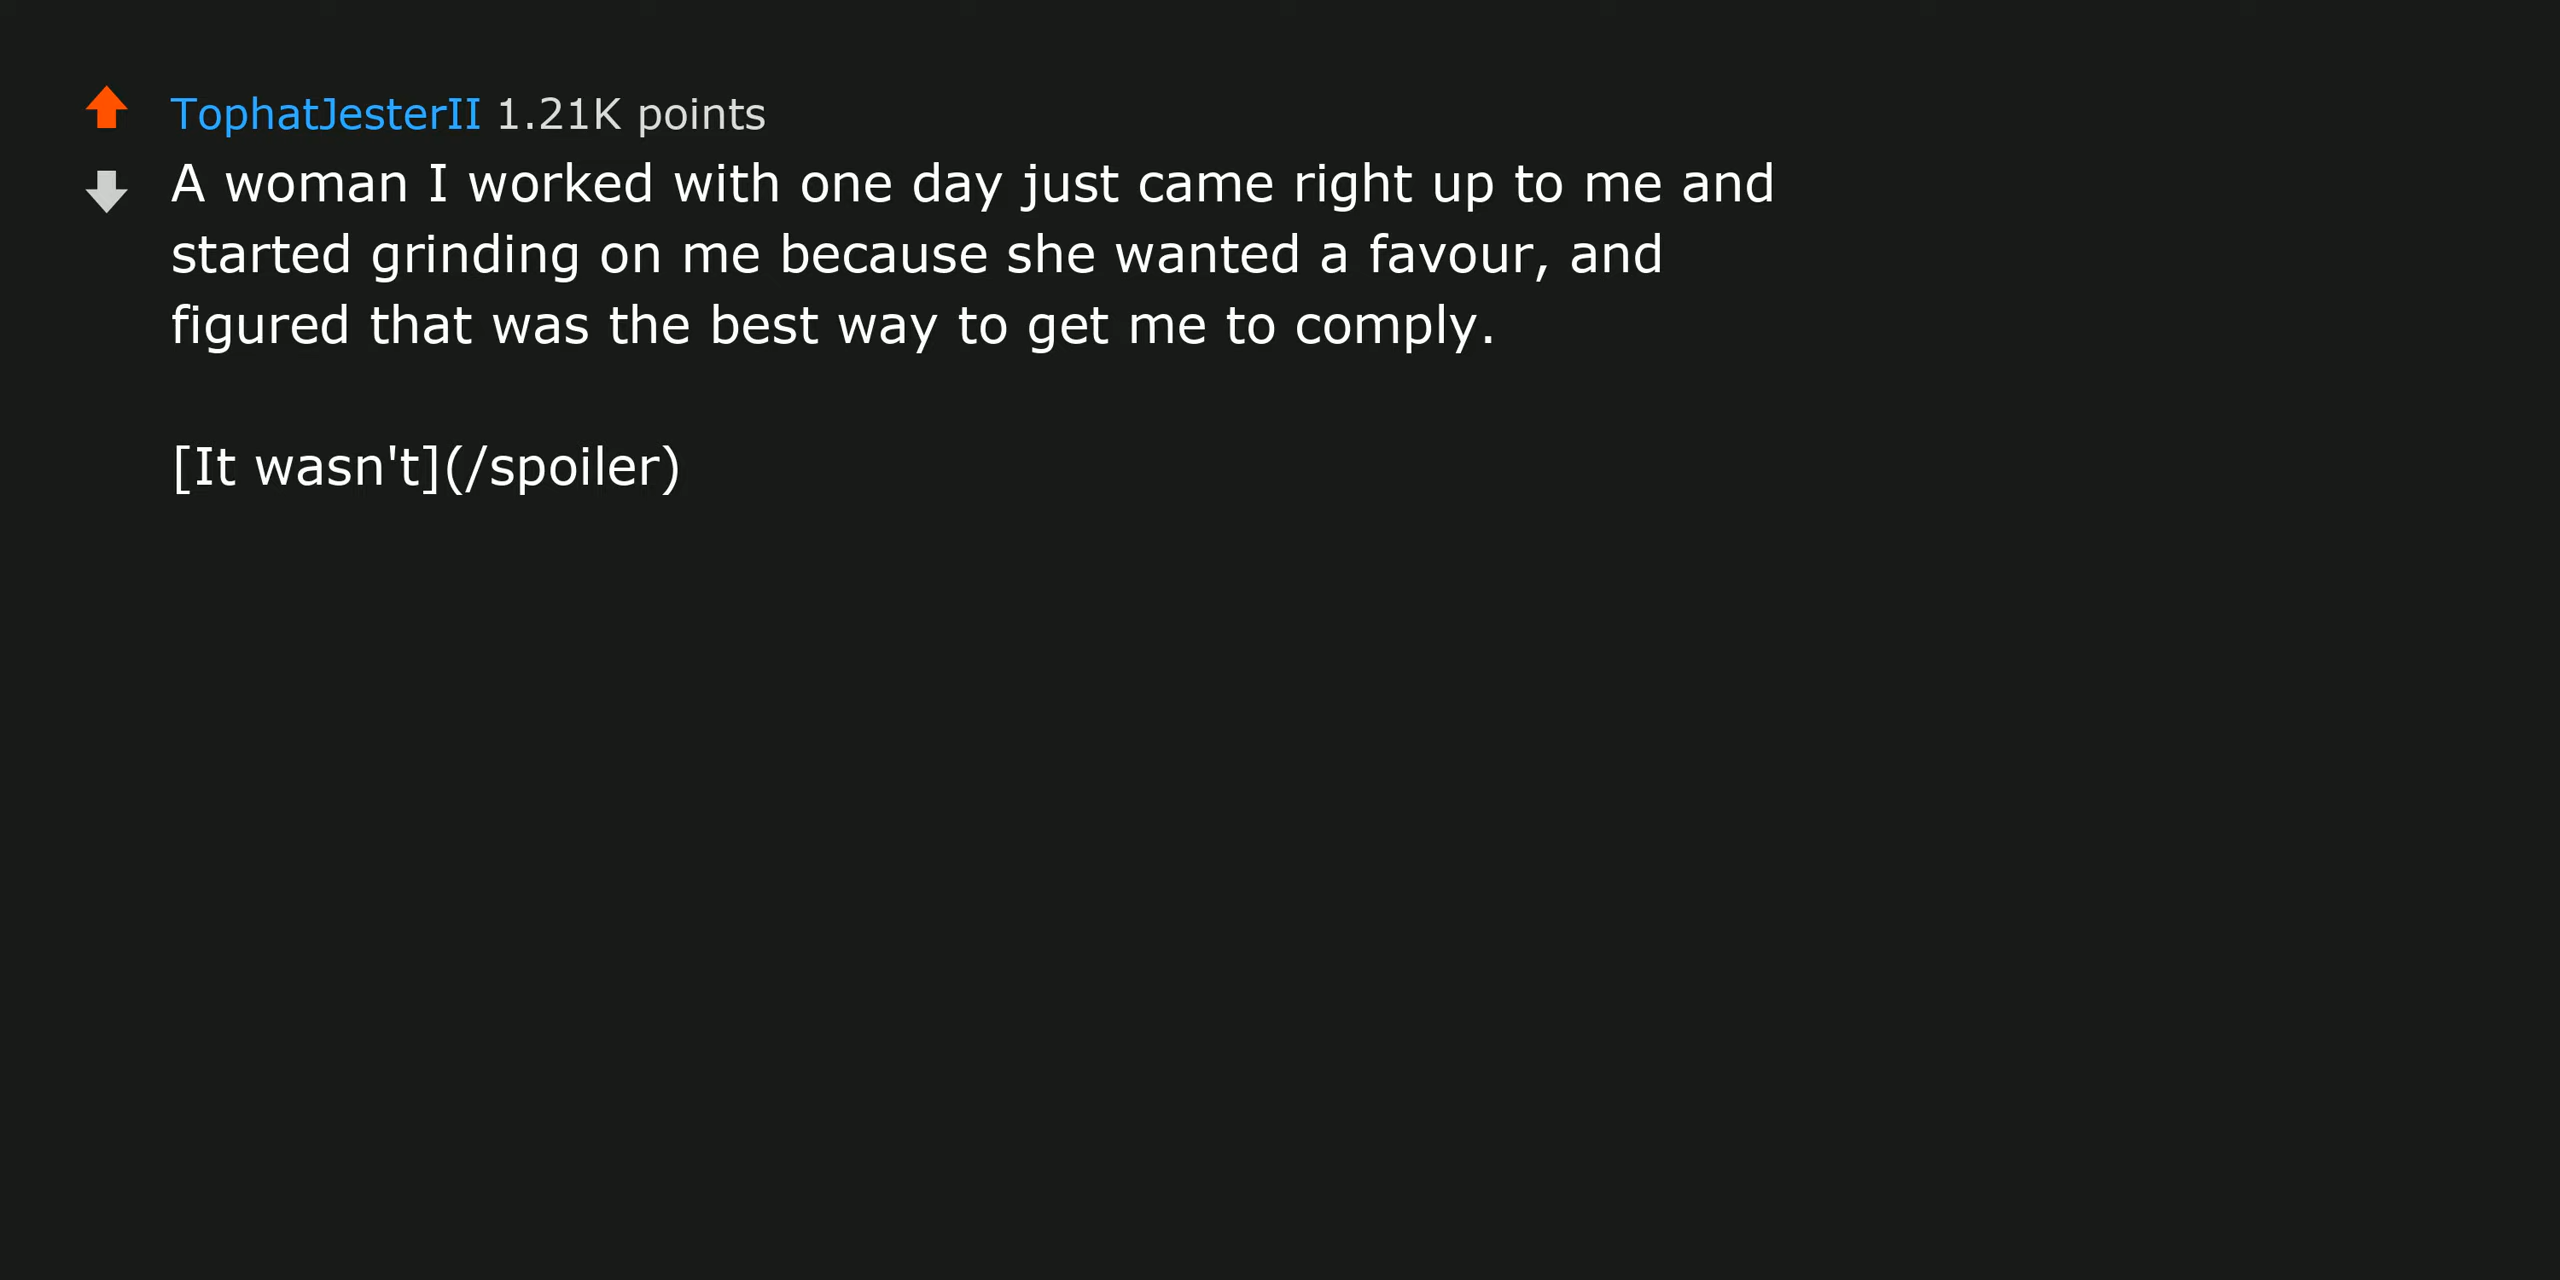 TophatJesterII 1.21K points
A woman I worked with one day just came right up to me and
started grinding on me because she wanted a favour, and
figured that was the best way to get me to comply.
[It wasn't](/spoiler)